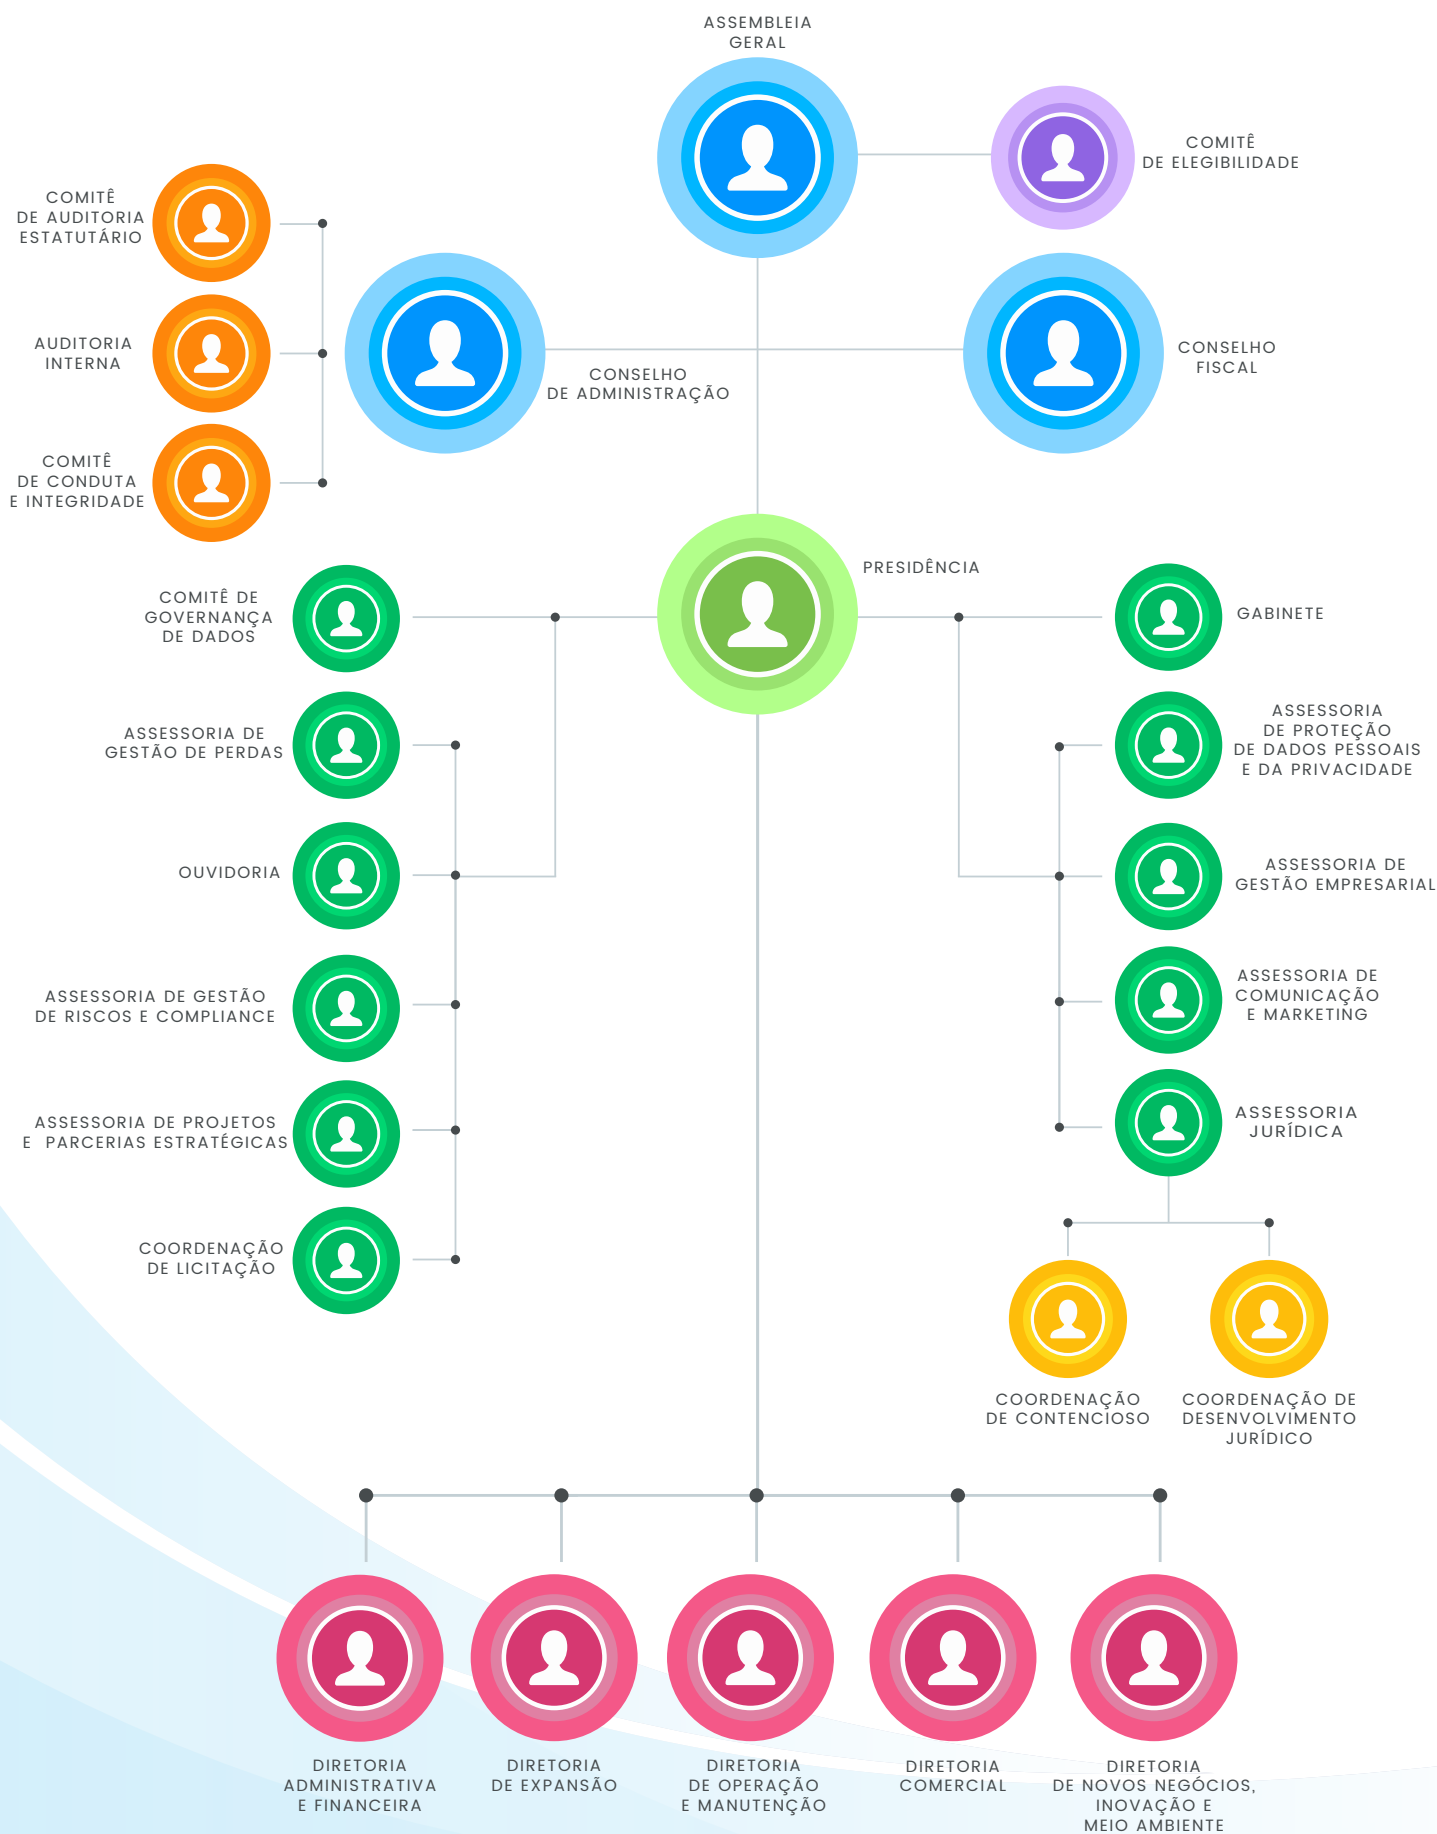 ASSEMBLEIA
GERAL
COMITÊ
DE ELEGIBILIDADE
COMITÊ
DE AUDITORIA
ESTATUTÁRIO
AUDITORIA
INTERNA
COMITÊ
DE CONDUTA
E INTEGRIDADE
CONSELHO
DE ADMINISTRAÇÃO
CONSELHO
FISCAL
PRESIDÊNCIA
COMITÊ DE
GOVERNANÇA
DE DADOS
ASSESSORIA DE
GESTÃO DE PERDAS
OUVIDORIA
ASSESSORIA DE GESTÃO
DE RISCOS E COMPLIANCE
ASSESSORIA DE PROJETOS
E PARCERIAS ESTRATÉGICAS
COORDENAÇÃO
DE LICITAÇÃO
GABINETE
ASSESSORIA
DE PROTEÇÃO
DE DADOS PESSOAIS
E DA PRIVACIDADE
ASSESSORIA DE
GESTÃO EMPRESARIAL
ASSESSORIA DE
COMUNICAÇÃO
E MARKETING
ASSESSORIA
JURÍDICA
COORDENAÇÃO
DE CONTENCIOSO
COORDENAÇÃO DE
DESENVOLVIMENTO
JURÍDICO
DIRETORIA
ADMINISTRATIVA
E FINANCEIRA
DIRETORIA
DE EXPANSÃO
DIRETORIA
DE OPERAÇÃO
E MANUTENÇÃO
DIRETORIA
COMERCIAL
DIRETORIA
DE NOVOS NEGÓCIOS,
INOVAÇÃO E
MEIO AMBIENTE